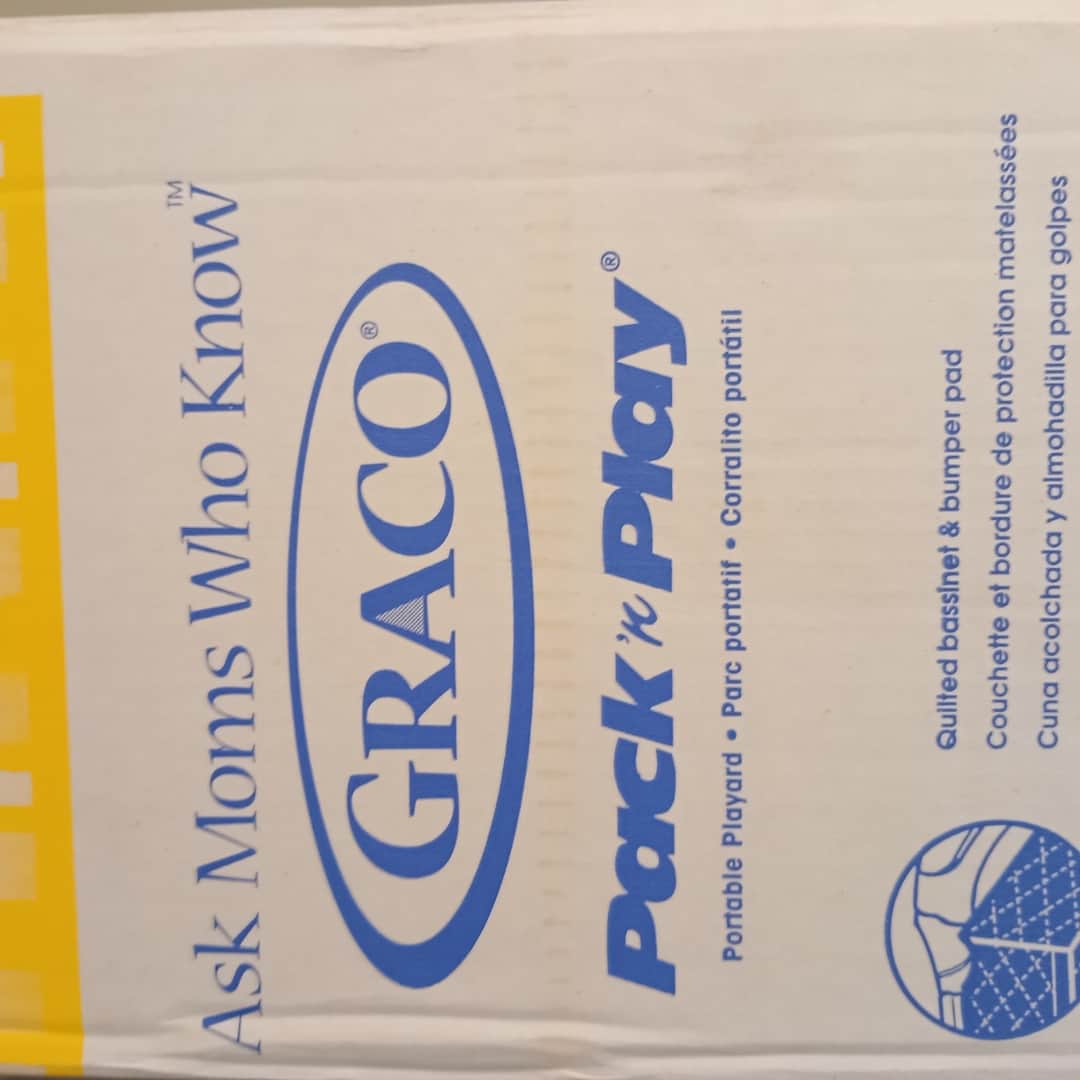 Ask Moms Who Know™
GRACO®
Pack 'n Play®
Portable Playard • Parc portatif • Corralito portátil
Quilted bassinet & bumper pad
Couchette et bordure de protection matelassées
Cuna acolchada y almohadilla para golpes